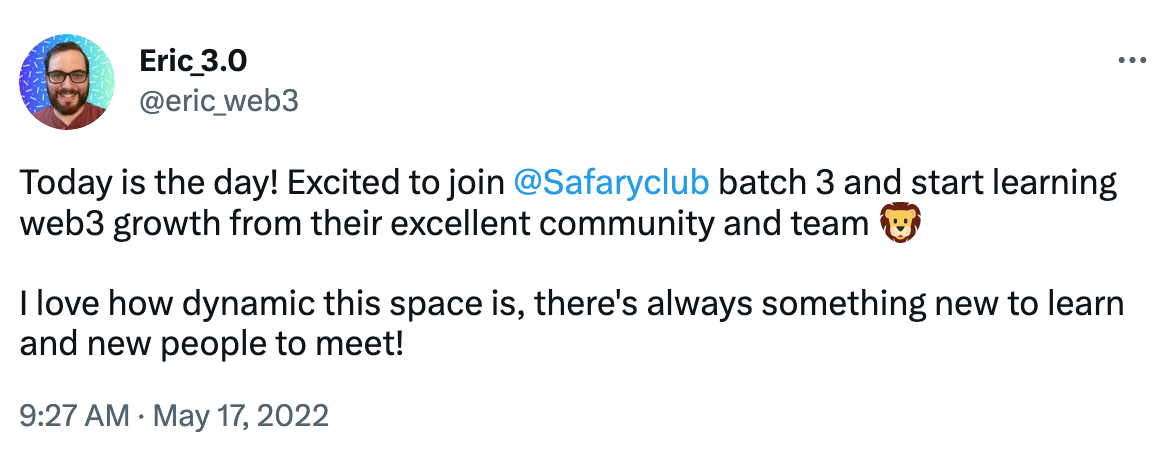 Eric_3.0
@eric_web3
Today is the day! Excited to join @Safaryclub batch 3 and start learning
web3 growth from their excellent community and team 🦁
I love how dynamic this space is, there's always something new to learn
and new people to meet!
9:27 AM · May 17, 2022